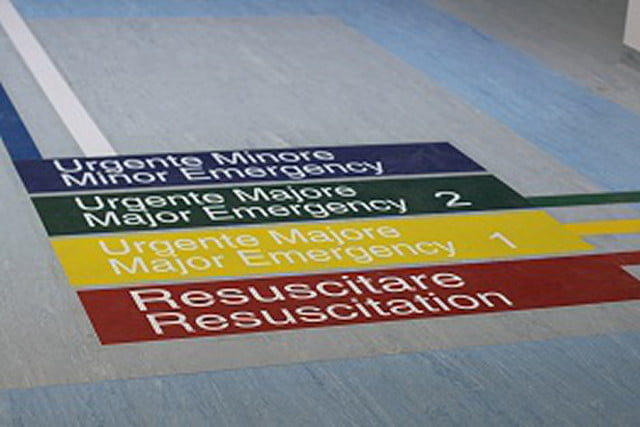 Urgente Minore
Minor Emergency
Urgente Majore
Major Emergency 2
Urgente Majore
Major Emergency 1
Resuscitare
Resuscitation